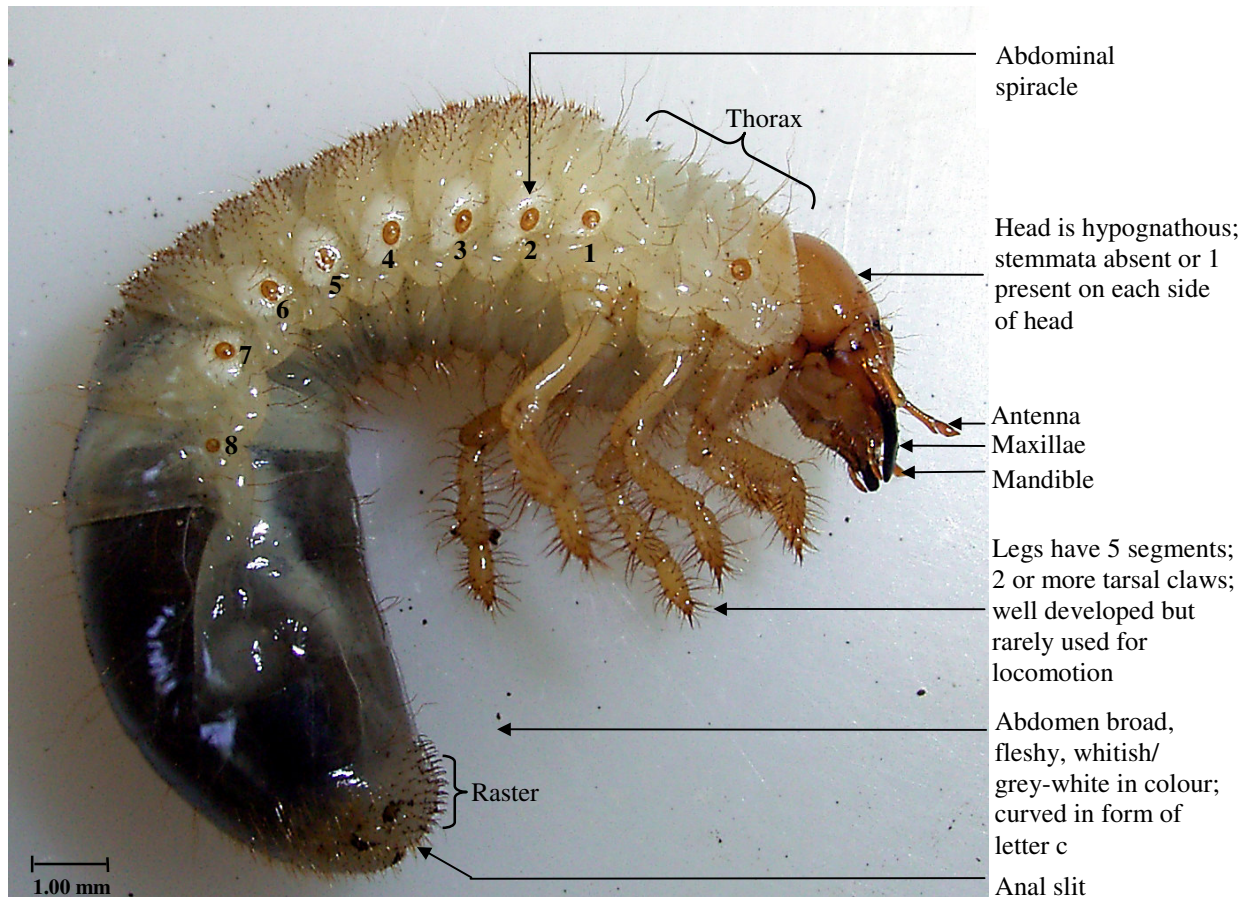 Abdominal
spiracle
Thorax
Head is hypognathous;
stemmata absent or 1
present on each side
of head
1
2
3
4
5
6
7
8
Antenna
Maxillae
Mandible
Legs have 5 segments;
2 or more tarsal claws;
well developed but
rarely used for
locomotion
Abdomen broad,
fleshy, whitish/
grey-white in colour;
curved in form of
letter c
Raster
Anal slit
1.00 mm